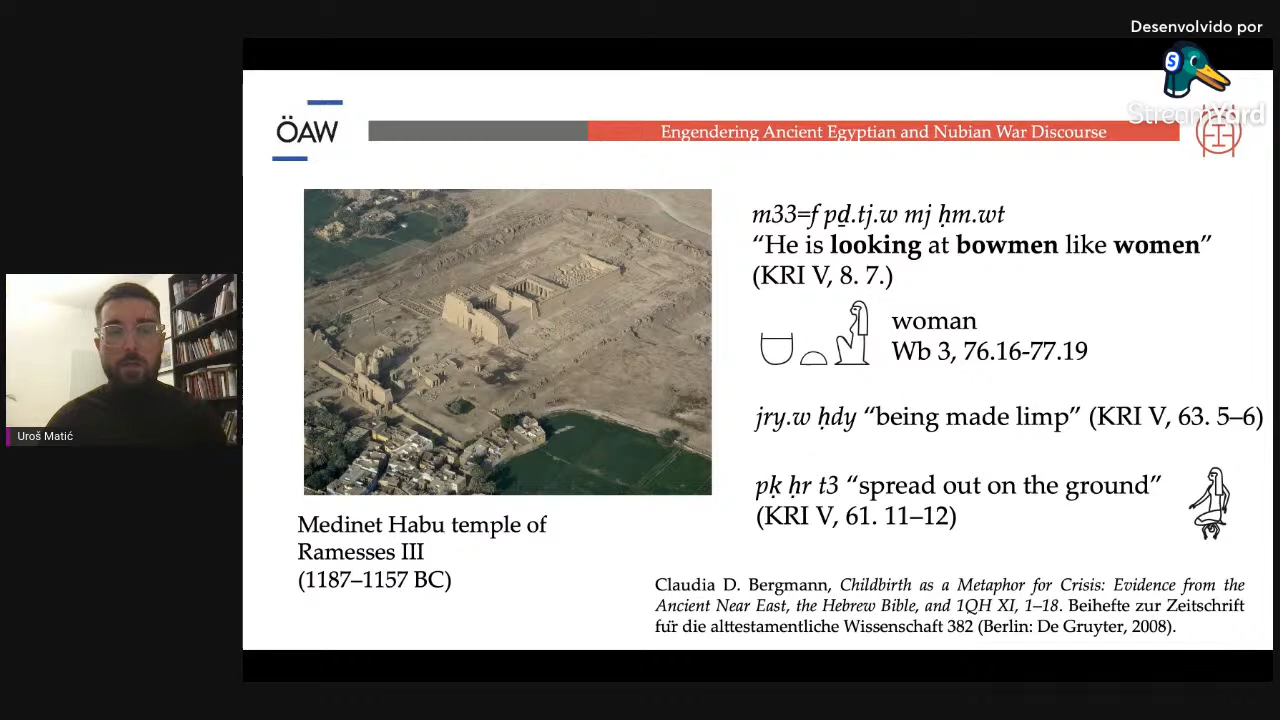 Desenvolvido por
StreamYard
ÖAW
Engendering Ancient Egyptian and Nubian War Discourse
m33=f pḏ.tj.w mj ḥm.wt
“He is looking at bowmen like women”
(KRI V, 8. 7.)
woman
Wb 3, 76.16-77.19
jry.w ḥdy “being made limp” (KRI V, 63. 5–6)
pḳ ḥr t3 “spread out on the ground”
(KRI V, 61. 11–12)
Uroš Matić
Medinet Habu temple of
Ramesses III
(1187–1157 BC)
Claudia D. Bergmann, Childbirth as a Metaphor for Crisis: Evidence from the
Ancient Near East, the Hebrew Bible, and 1QH XI, 1–18. Beihefte zur Zeitschrift
für die alttestamentliche Wissenschaft 382 (Berlin: De Gruyter, 2008).